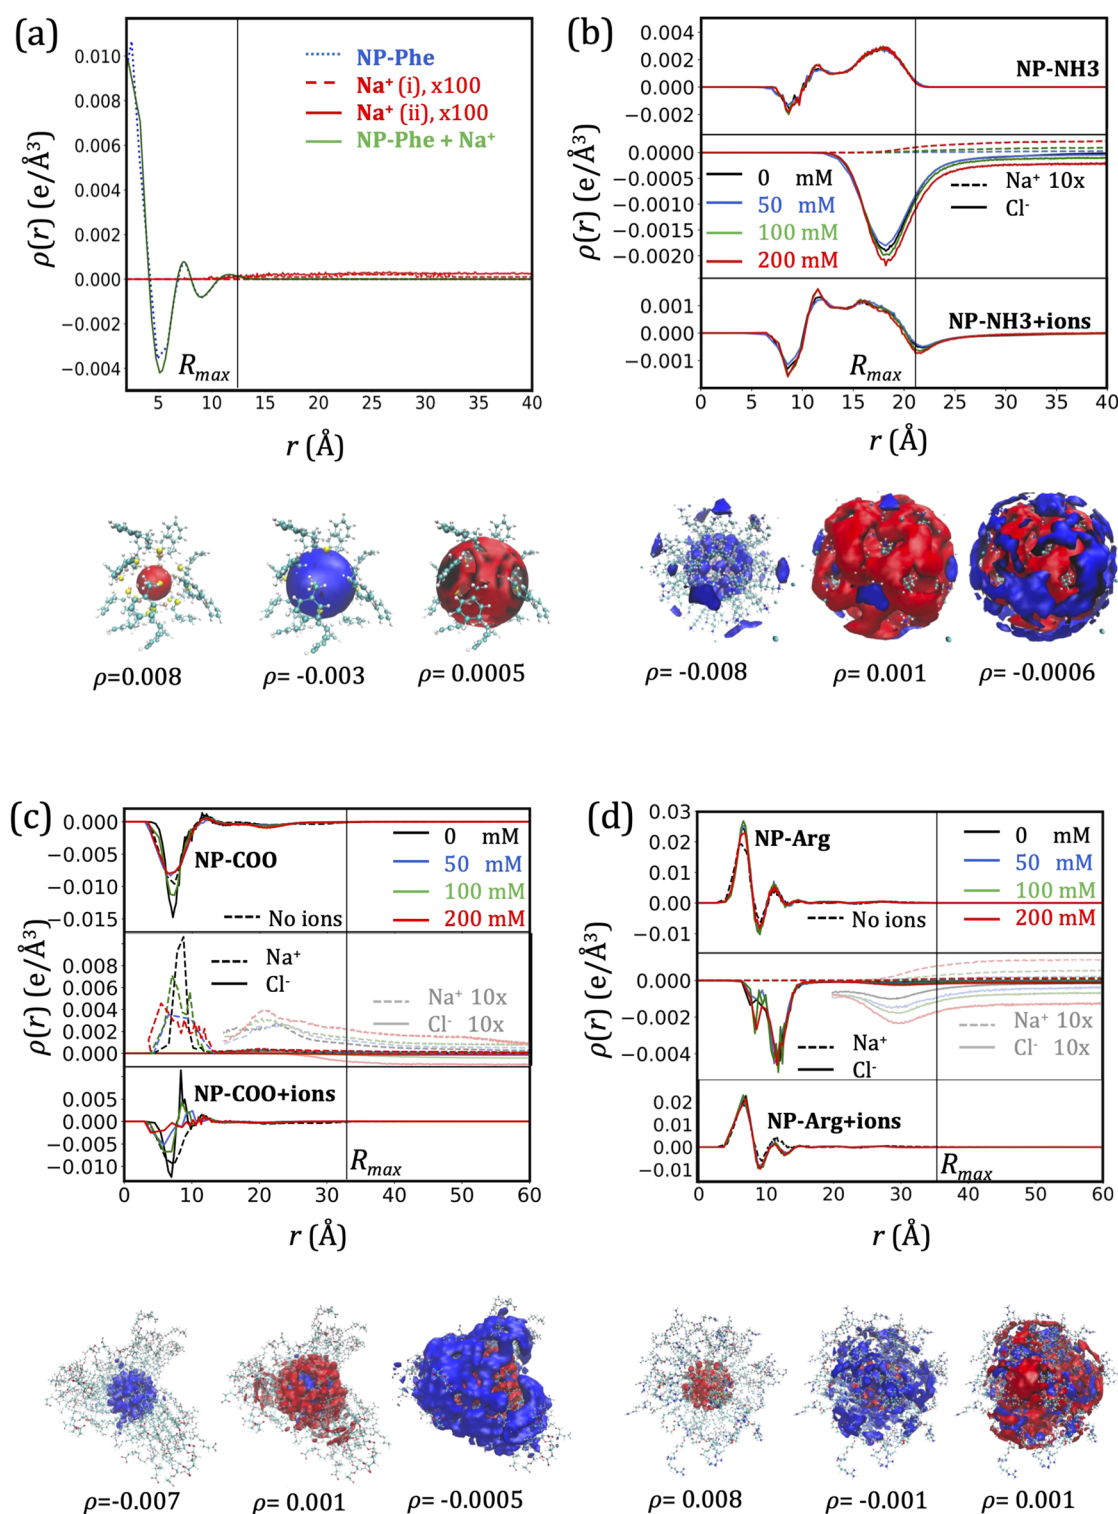 (a)
0.010
0.008
0.006
0.004
0.002
0.000
−0.002
−0.004
ρ(r) (e/Å³)
NP-Phe
Na⁺ (i), x100
Na⁺ (ii), x100
NP-Phe + Na⁺
R_max
5 10 15 20 25 30 35 40
r (Å)
ρ=0.008 ρ= -0.003 ρ= 0.0005
(b)
0.004
0.002
0.000
−0.002
NP-NH3
0.0000
−0.0005
−0.0010
−0.0015
−0.0020
ρ(r) (e/Å³)
0 mM
50 mM
100 mM
200 mM
Na⁺ 10x
Cl⁻
0.001
0.000
−0.001
NP-NH3+ions
R_max
0 5 10 15 20 25 30 35 40
r (Å)
ρ= -0.008 ρ= 0.001 ρ= -0.0006
(c)
0.000
−0.005
−0.010
−0.015
NP-COO
0 mM
50 mM
100 mM
200 mM
No ions
0.008
0.006
0.004
0.002
0.000
ρ(r) (e/Å³)
Na⁺
Cl⁻
Na⁺ 10x
Cl⁻ 10x
0.005
0.000
−0.005
−0.010
NP-COO+ions
R_max
0 10 20 30 40 50 60
r (Å)
ρ=-0.007 ρ= 0.001 ρ= -0.0005
(d)
0.03
0.02
0.01
0.00
−0.01
NP-Arg
0 mM
50 mM
100 mM
200 mM
No ions
0.000
−0.002
−0.004
ρ(r) (e/Å³)
Na⁺
Cl⁻
Na⁺ 10x
Cl⁻ 10x
0.02
0.01
0.00
−0.01
NP-Arg+ions
R_max
0 10 20 30 40 50 60
r (Å)
ρ= 0.008 ρ= -0.001 ρ= 0.001